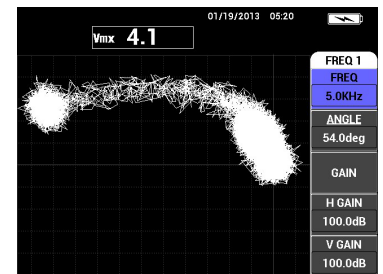 01/19/2013 05:20
Vmx 4.1
FREQ 1
FREQ
5.0KHz
ANGLE
54.0deg
GAIN
H GAIN
100.0dB
V GAIN
100.0dB